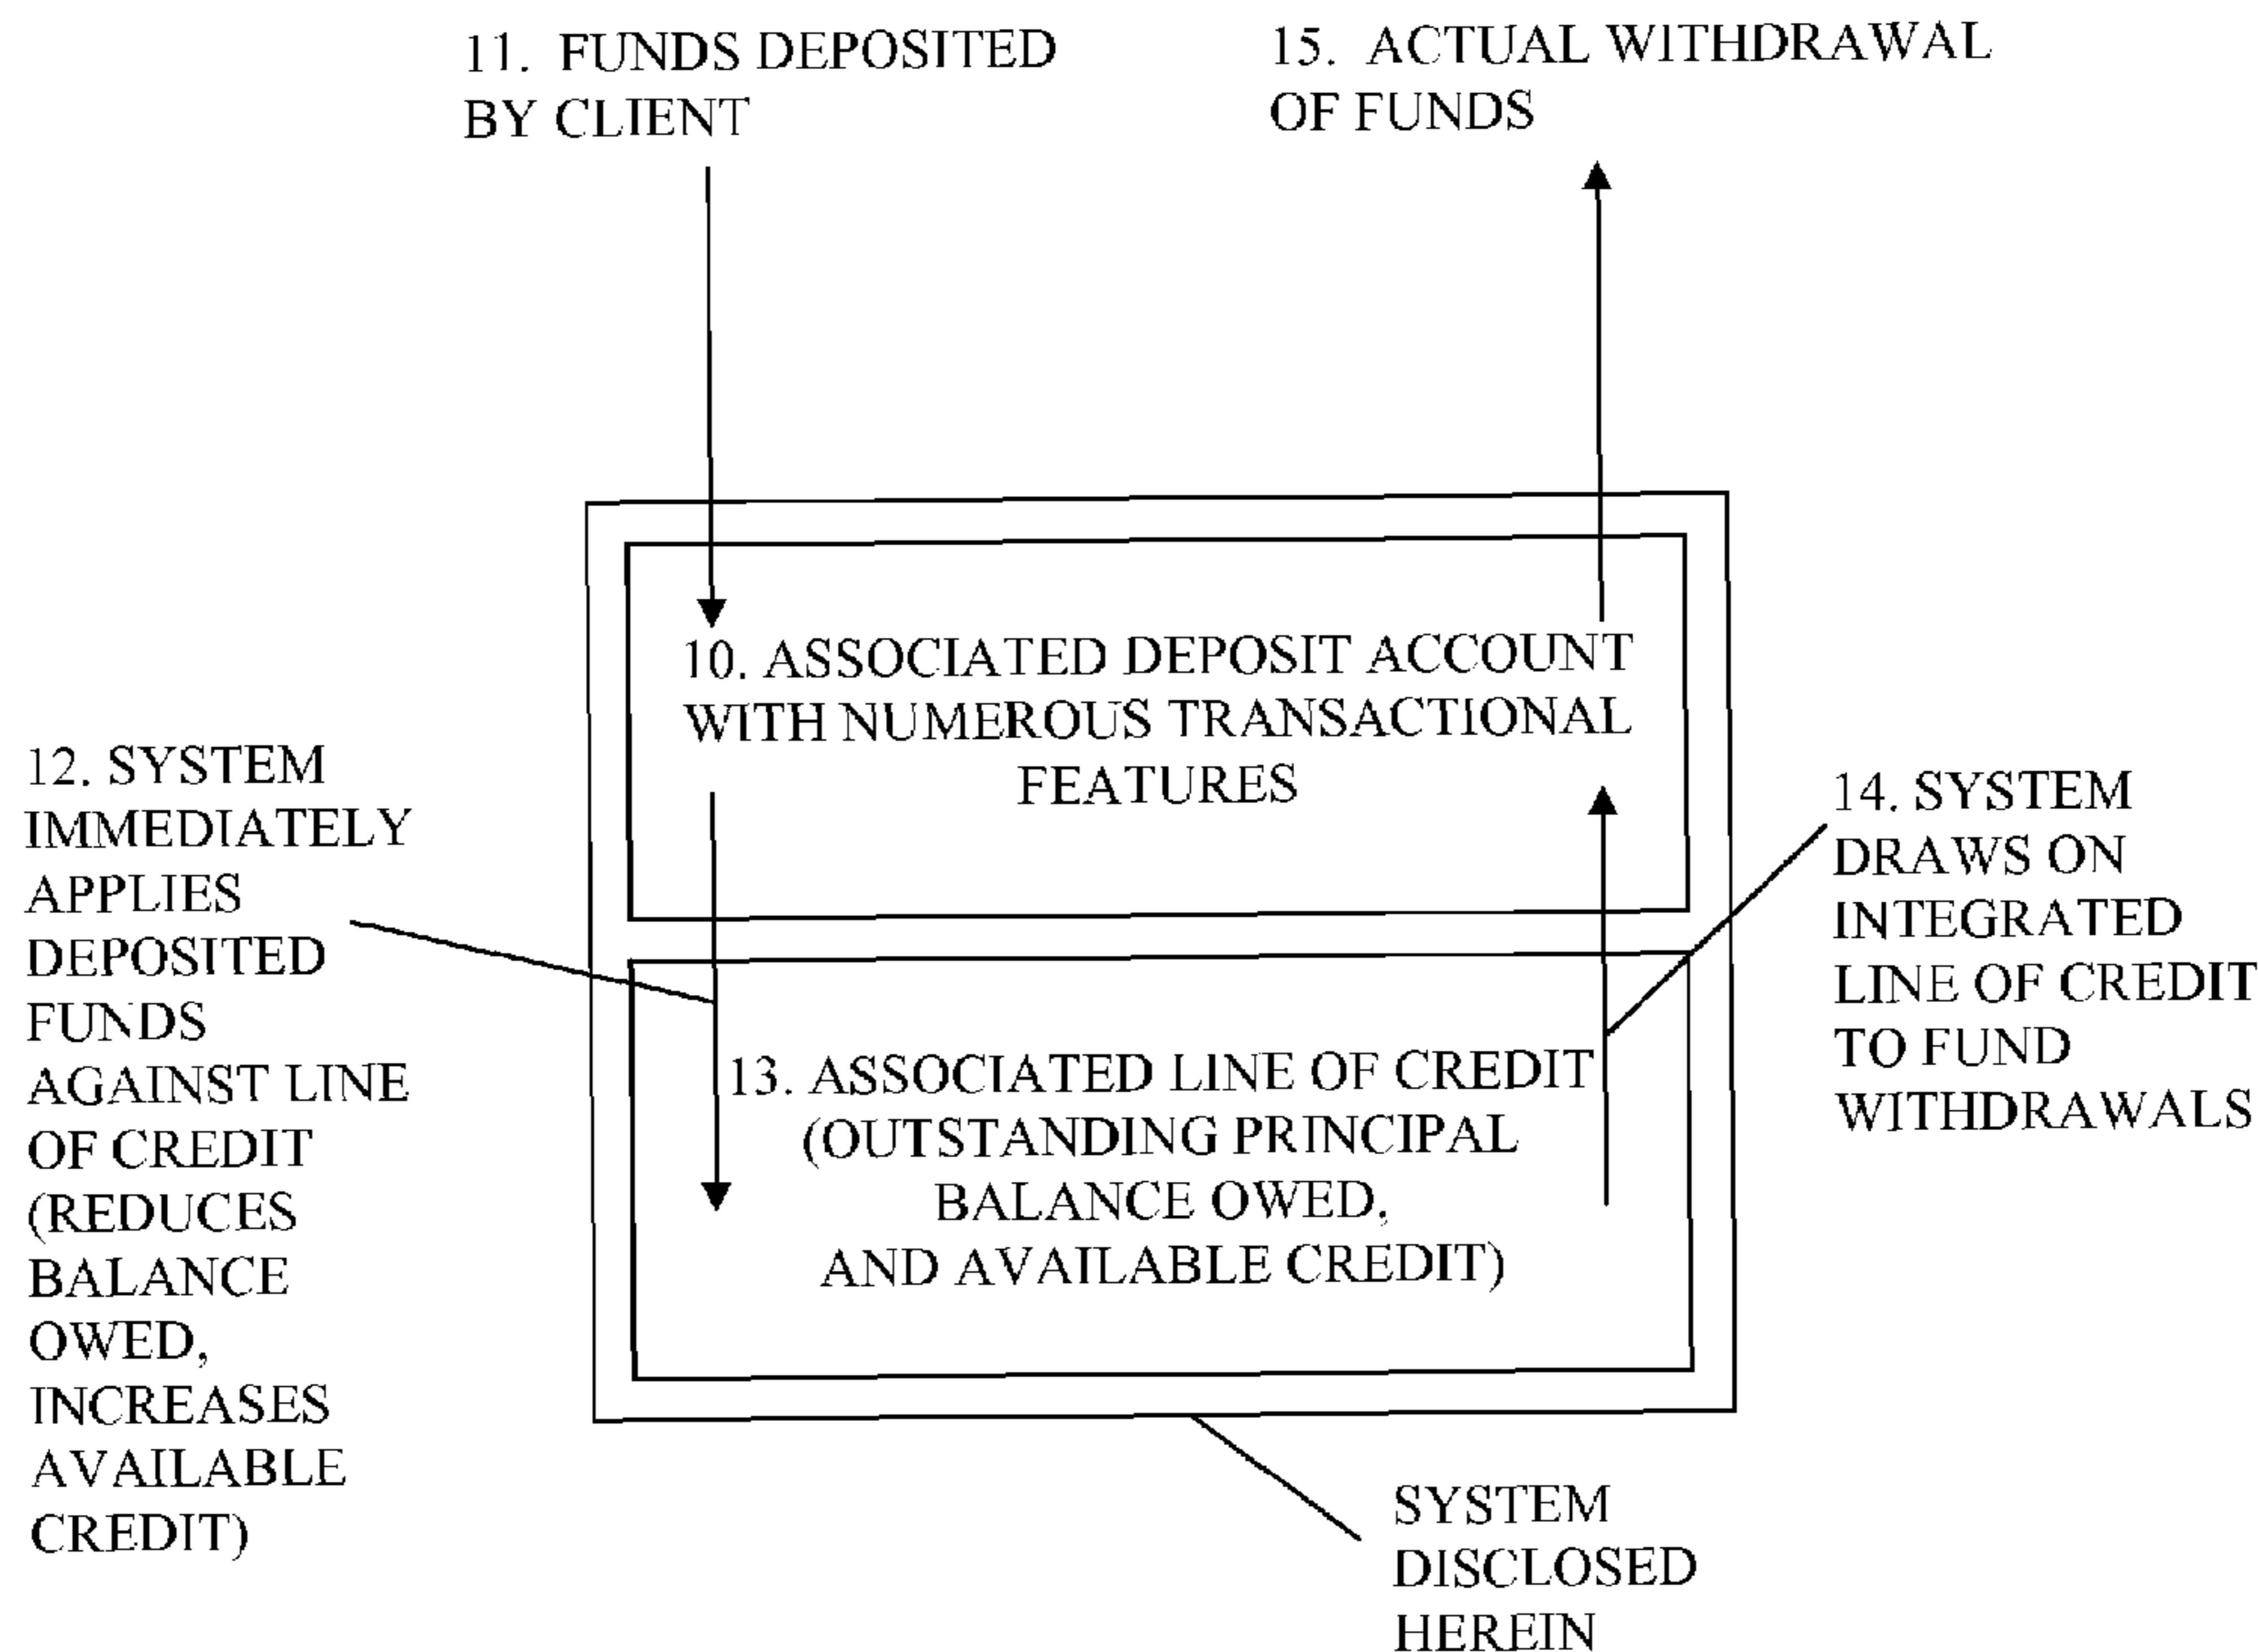 11. FUNDS DEPOSITED
BY CLIENT
15. ACTUAL WITHDRAWAL
OF FUNDS
10. ASSOCIATED DEPOSIT ACCOUNT
WITH NUMEROUS TRANSACTIONAL
FEATURES
12. SYSTEM
IMMEDIATELY
APPLIES
DEPOSITED
FUNDS
AGAINST LINE
OF CREDIT
(REDUCES
BALANCE
OWED,
INCREASES
AVAILABLE
CREDIT)
14. SYSTEM
DRAWS ON
INTEGRATED
LINE OF CREDIT
TO FUND
WITHDRAWALS
13. ASSOCIATED LINE OF CREDIT
(OUTSTANDING PRINCIPAL
BALANCE OWED,
AND AVAILABLE CREDIT)
SYSTEM
DISCLOSED
HEREIN